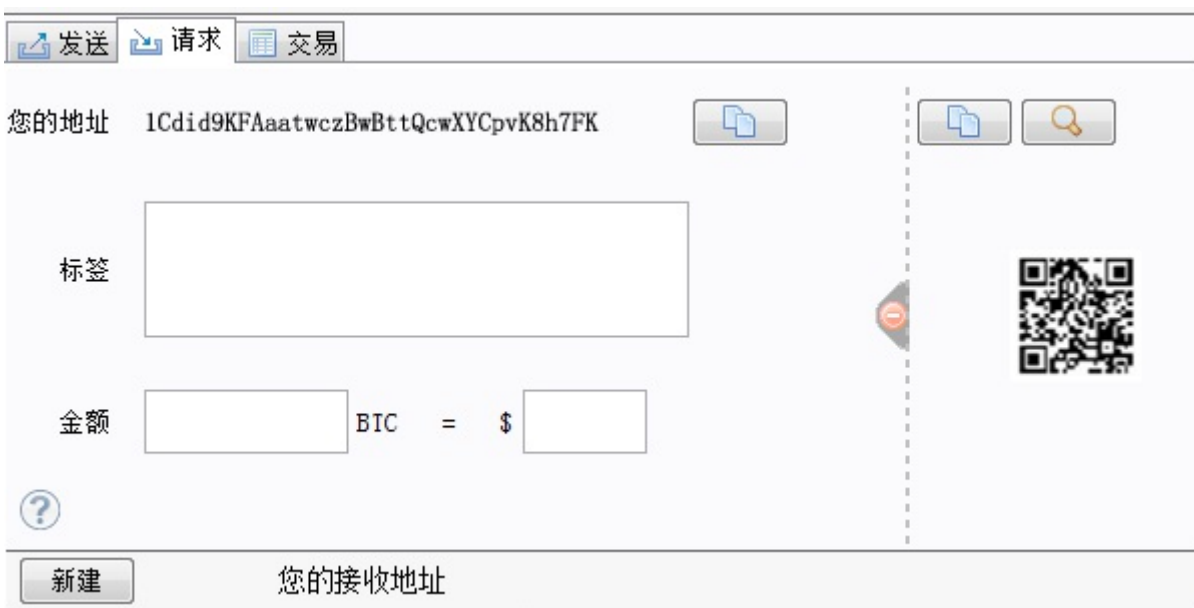 发送 请求 交易
您的地址 1Cdid9KFAaatwczBwBttQcwXYCpvK8h7FK
标签
金额 BTC = $
新建 您的接收地址